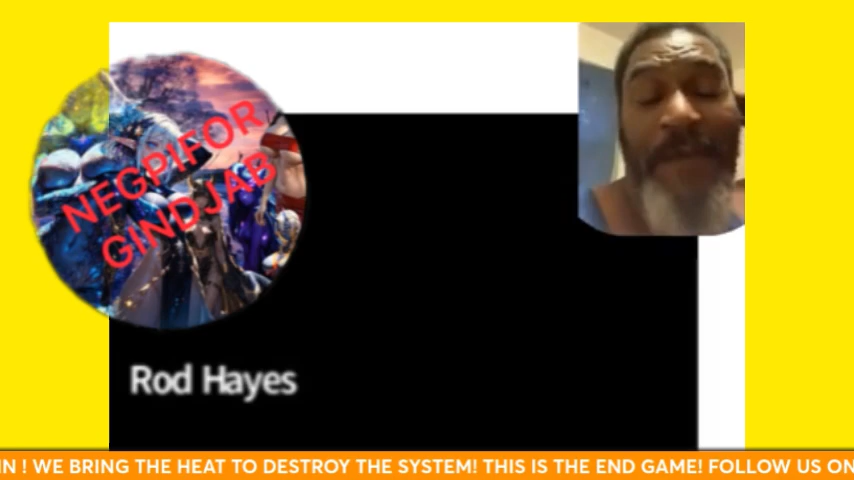 NEGPIFOR
GINDJAB
Rod Hayes
IN ! WE BRING THE HEAT TO DESTROY THE SYSTEM! THIS IS THE END GAME! FOLLOW US ON